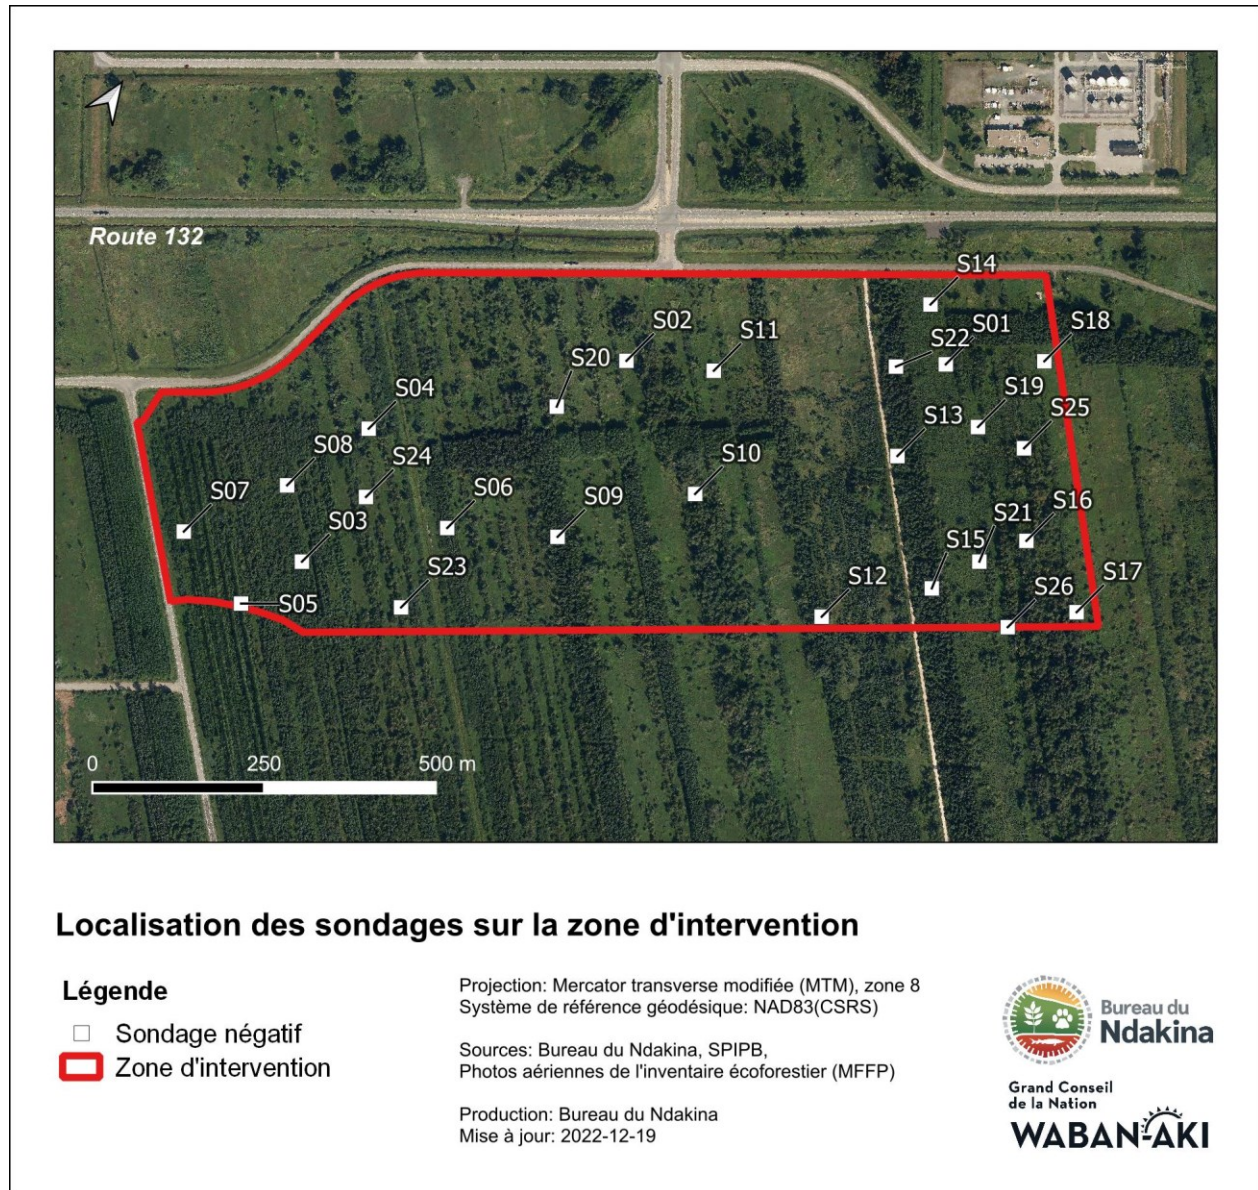 Route 132
S14
S02
S11
S22
S01
S18
S20
S04
S19
S25
S13
S08
S24
S10
S07
S06
S09
S16
S03
S21
S15
S23
S12
S26
S17
S05
0 250 500 m
Localisation des sondages sur la zone d'intervention
Légende
Sondage négatif
Zone d'intervention
Projection: Mercator transverse modifiée (MTM), zone 8
Système de référence géodésique: NAD83(CSRS)
Sources: Bureau du Ndakina, SPIPB,
Photos aériennes de l'inventaire écoforestier (MFFP)
Production: Bureau du Ndakina
Mise à jour: 2022-12-19
Bureau du
Ndakina
Grand Conseil
de la Nation
WABAN-AKI